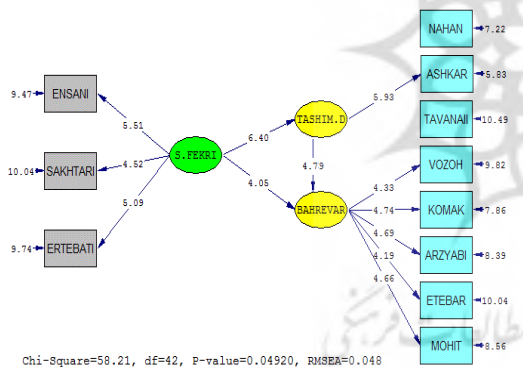 NAHAN 7.22
ASHKAR 5.83
9.47 ENSANI
TASHIM.D 5.93
TAVANAII 10.49
5.51
6.40
S.FEKRI
4.79
VOZOH 9.82
10.04 SAKHTARI 4.52
4.05
4.33
5.09
BAHREVAR
4.74
KOMAK 7.86
4.69
9.74 ERTEBATI
ARZYABI 8.39
4.19
4.66
ETEBAR 10.04
MOHIT 8.56
Chi-Square=58.21, df=42, P-value=0.04920, RMSEA=0.048